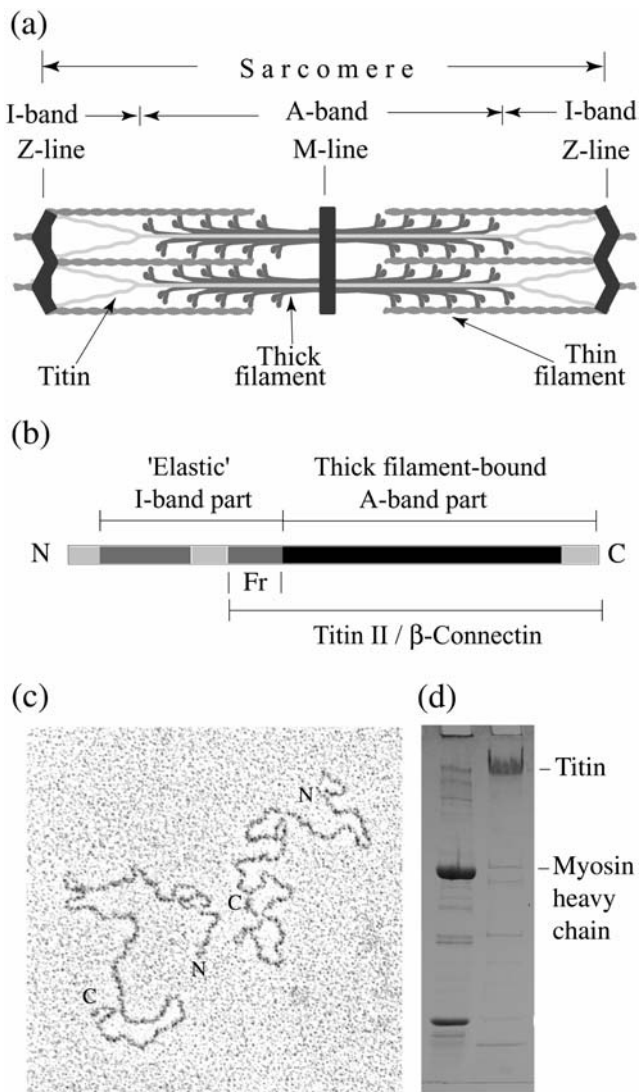 (a)
Sarcomere
I-band A-band I-band
Z-line M-line Z-line
Titin Thick filament Thin filament
(b)
'Elastic' I-band part Thick filament-bound A-band part
N C
Fr
Titin II / β-Connectin
(c) (d)
N
C
N
C
Titin
Myosin heavy chain